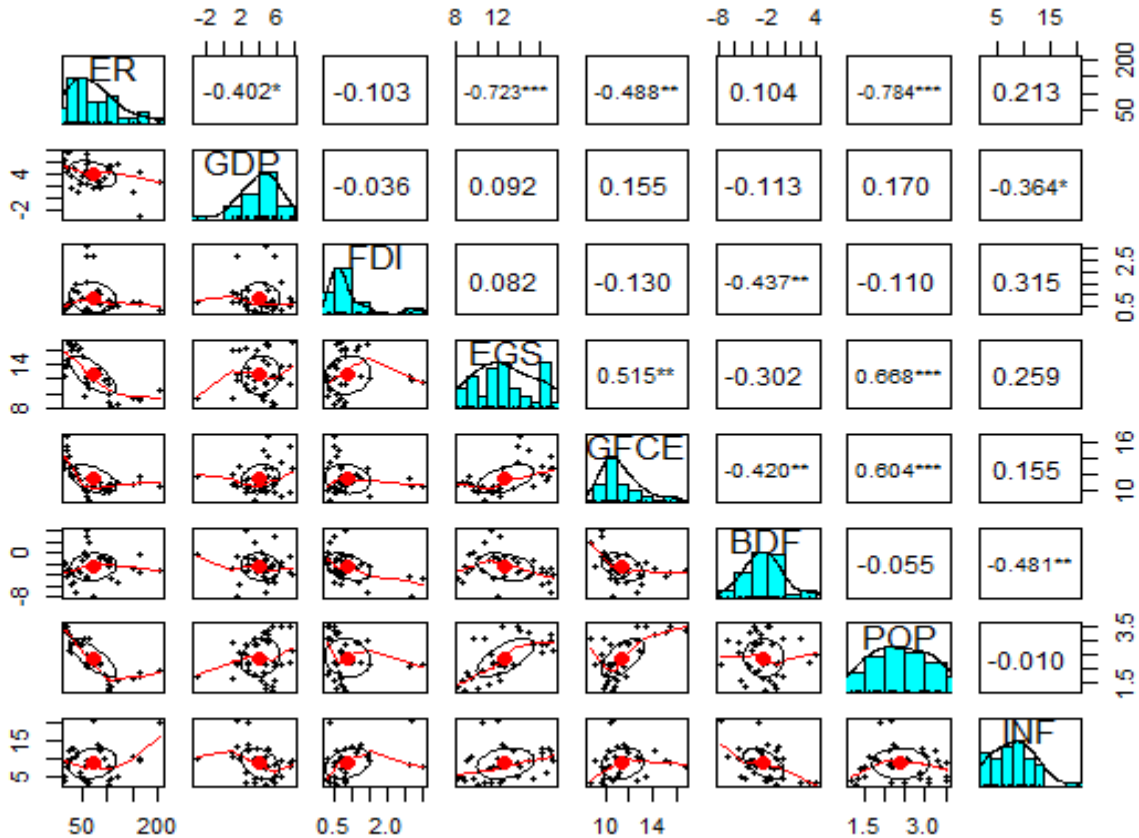 -2 2 6 8 12 -8 -2 4 5 15
ER -0.402* -0.103 -0.723*** -0.488** 0.104 -0.784*** 0.213 50 200
-2 4 GDP -0.036 0.092 0.155 -0.113 0.170 -0.364*
FDI 0.082 -0.130 -0.437** -0.110 0.315 0.5 2.5
8 14 EGS 0.515** -0.302 0.668*** 0.259
GFCE -0.420** 0.604*** 0.155 10 16
-8 0 BDF -0.055 -0.481**
POP -0.010 1.5 3.5
5 15 INF
50 200 0.5 2.0 10 14 1.5 3.0